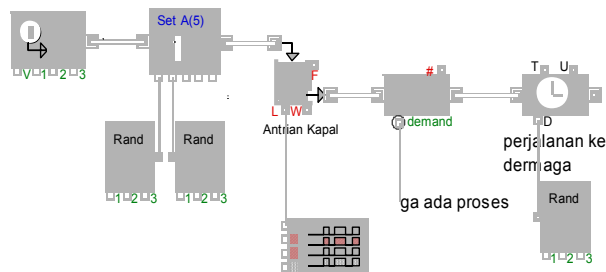 Set A(5)
V 1 2 3
Rand
1 2 3
Rand
1 2 3
F
L W
Antrian Kapal
#
demand
ga ada proses
T U
D
perjalanan ke
dermaga
Rand
1 2 3